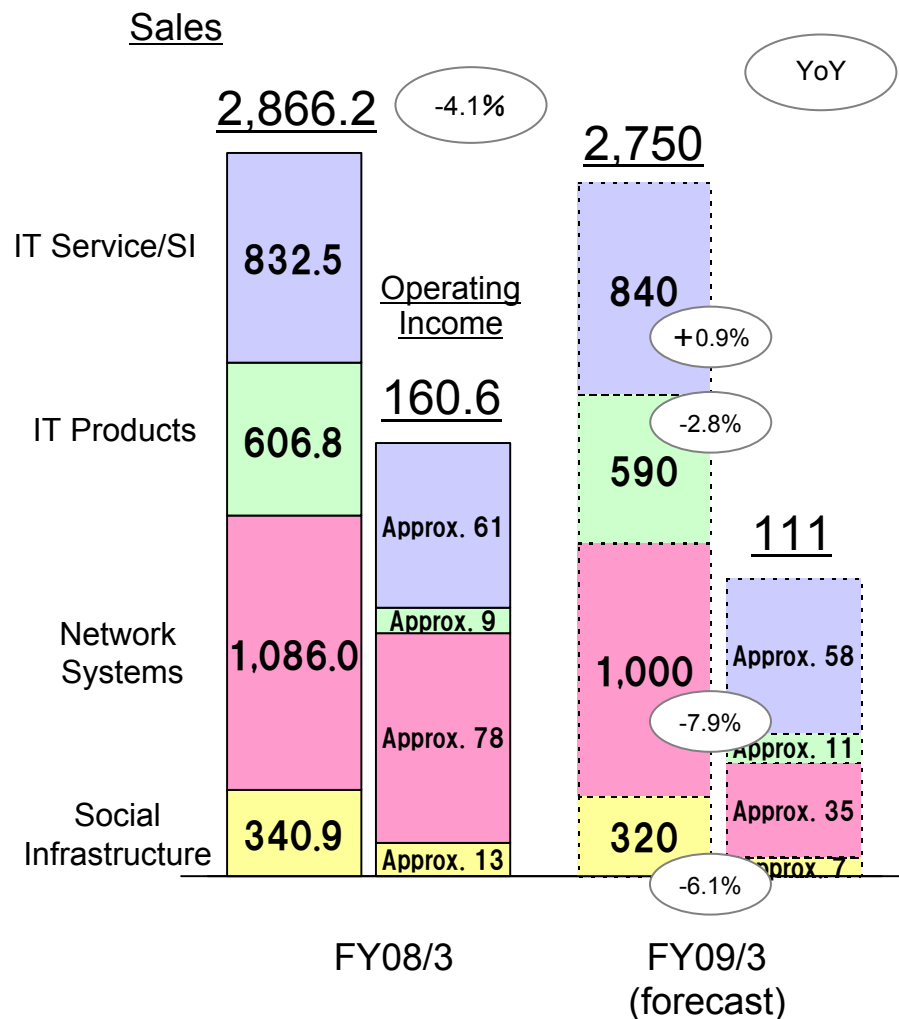 Sales
YoY
-4.1%
2,866.2
2,750
IT Service/SI
832.5
840
Operating
Income
+0.9%
160.6
-2.8%
IT Products
606.8
590
Approx. 61
111
Approx. 9
Network
Systems
1,086.0
1,000
Approx. 58
-7.9%
Approx. 78
Approx. 11
Social
Infrastructure
340.9
320
Approx. 35
Approx. 13
-6.1%
pprox. 7
FY08/3
FY09/3
(forecast)